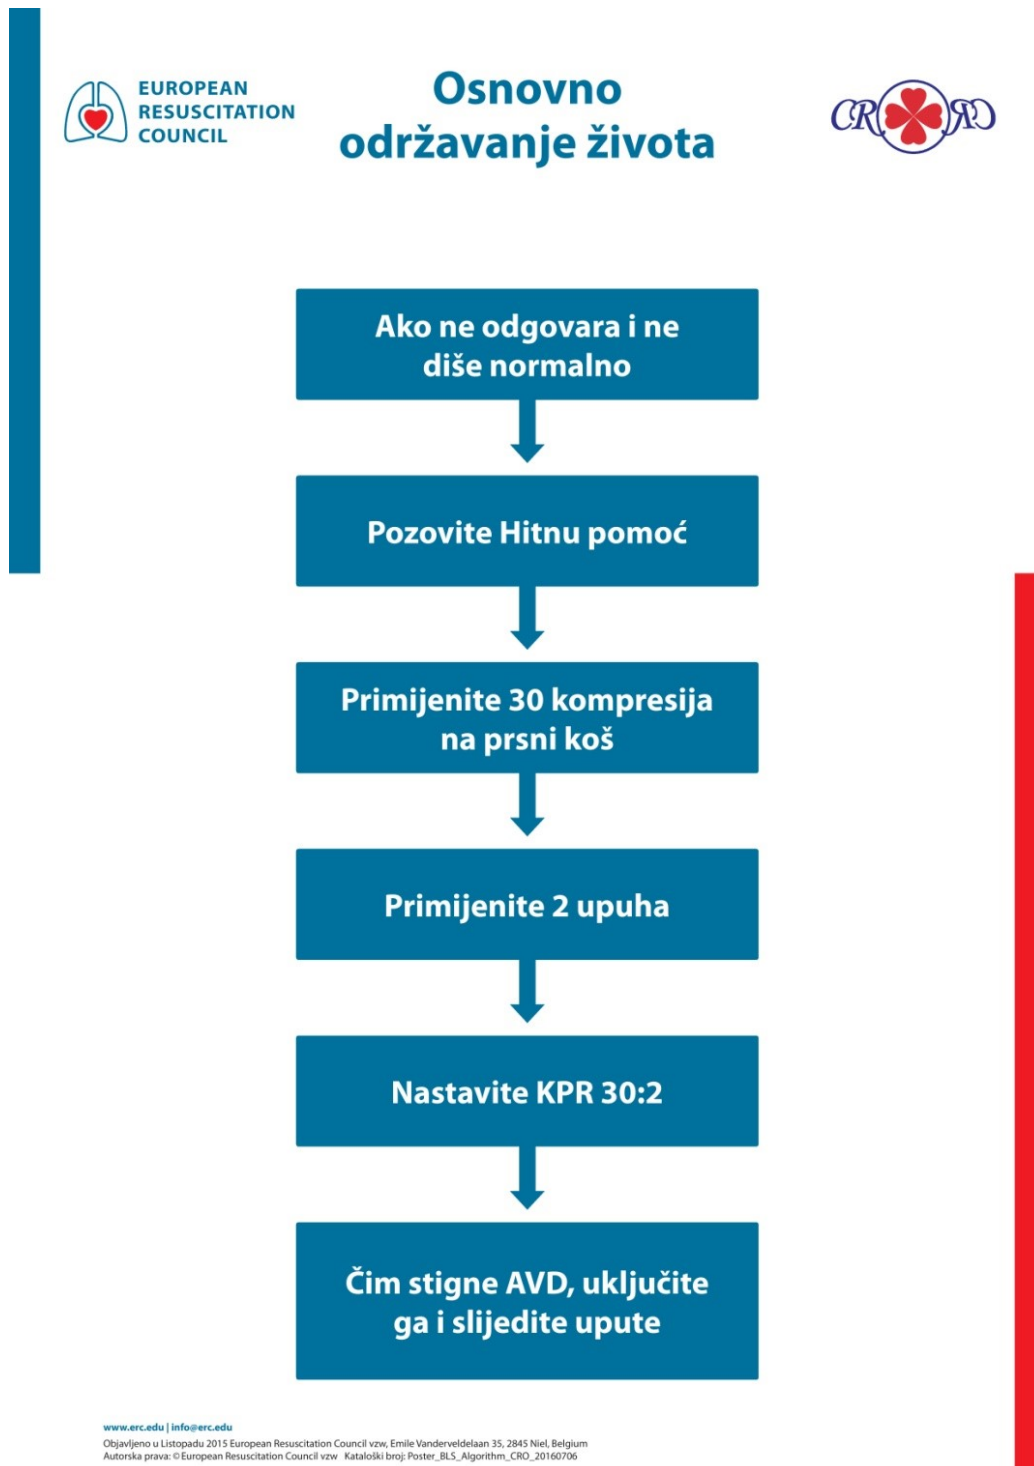 EUROPEAN
RESUSCITATION
COUNCIL
Osnovno
održavanje života
CRO
Ako ne odgovara i ne
diše normalno
Pozovite Hitnu pomoć
Primijenite 30 kompresija
na prsni koš
Primijenite 2 upuha
Nastavite KPR 30:2
Čim stigne AVD, uključite
ga i slijedite upute
www.erc.edu | info@erc.edu
Objavljeno u Listopadu 2015 European Resuscitation Council vzw, Emile Vanderveldelaan 35, 2845 Niel, Belgium
Autorska prava: © European Resuscitation Council vzw Kataloški broj: Poster_BLS_Algorithm_CRO_20160706